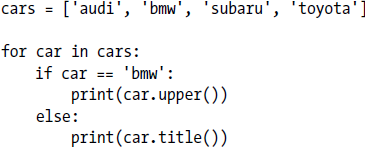 cars = ['audi', 'bmw', 'subaru', 'toyota']
for car in cars:
    if car == 'bmw':
        print(car.upper())
    else:
        print(car.title())